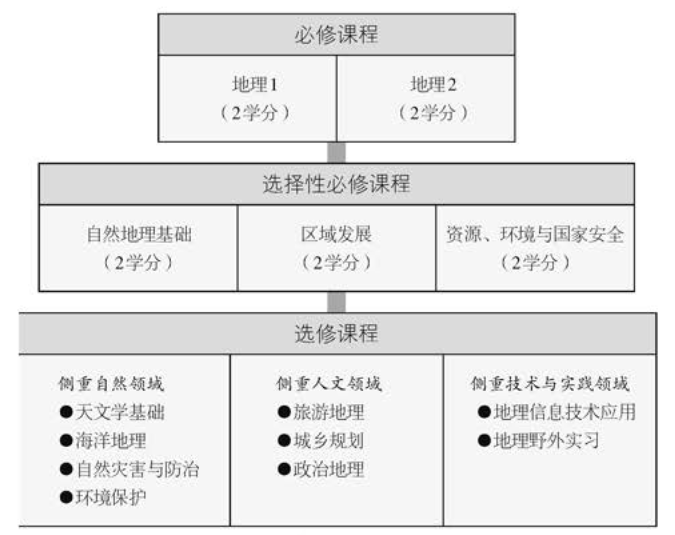 必修课程
地理1
（2学分）
地理2
（2学分）
选择性必修课程
自然地理基础
（2学分）
区域发展
（2学分）
资源、环境与国家安全
（2学分）
选修课程
侧重自然领域
●天文学基础
●海洋地理
●自然灾害与防治
●环境保护
侧重人文领域
●旅游地理
●城乡规划
●政治地理
侧重技术与实践领域
●地理信息技术应用
●地理野外实习